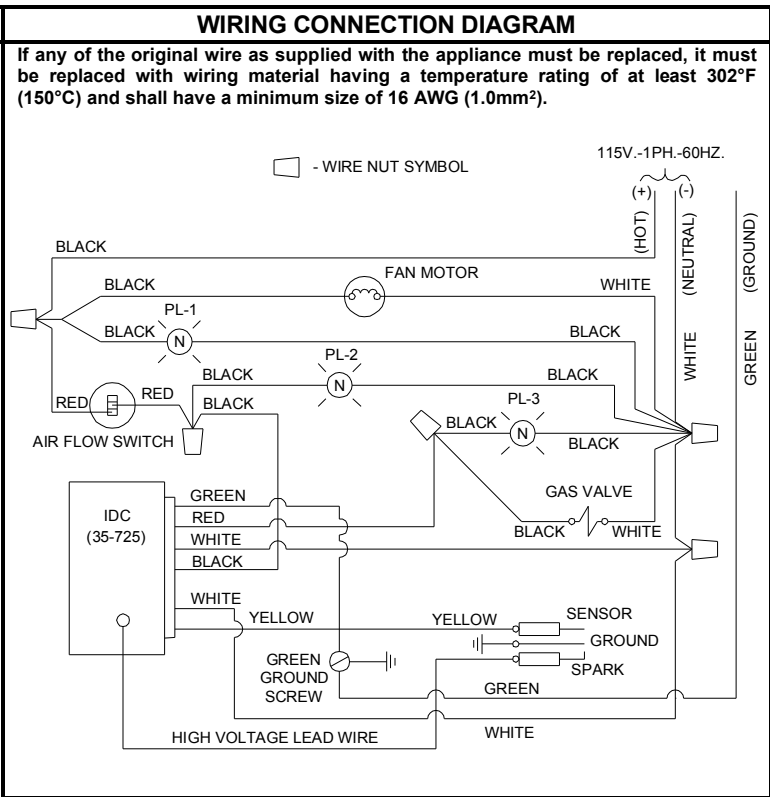 WIRING CONNECTION DIAGRAM
If any of the original wire as supplied with the appliance must be replaced, it must
be replaced with wiring material having a temperature rating of at least 302°F
(150°C) and shall have a minimum size of 16 AWG (1.0mm²).
115V.-1PH.-60HZ.
- WIRE NUT SYMBOL
(+) (-)
(HOT)
(NEUTRAL)
(GROUND)
BLACK
FAN MOTOR
BLACK
WHITE
PL-1
BLACK
N
BLACK
WHITE
GREEN
PL-2
BLACK
N
BLACK
RED
RED
BLACK
PL-3
BLACK
N
BLACK
AIR FLOW SWITCH
GAS VALVE
BLACK
WHITE
IDC
(35-725)
GREEN
RED
WHITE
BLACK
WHITE
YELLOW
YELLOW
SENSOR
GROUND
SPARK
GREEN
GROUND
SCREW
GREEN
HIGH VOLTAGE LEAD WIRE
WHITE